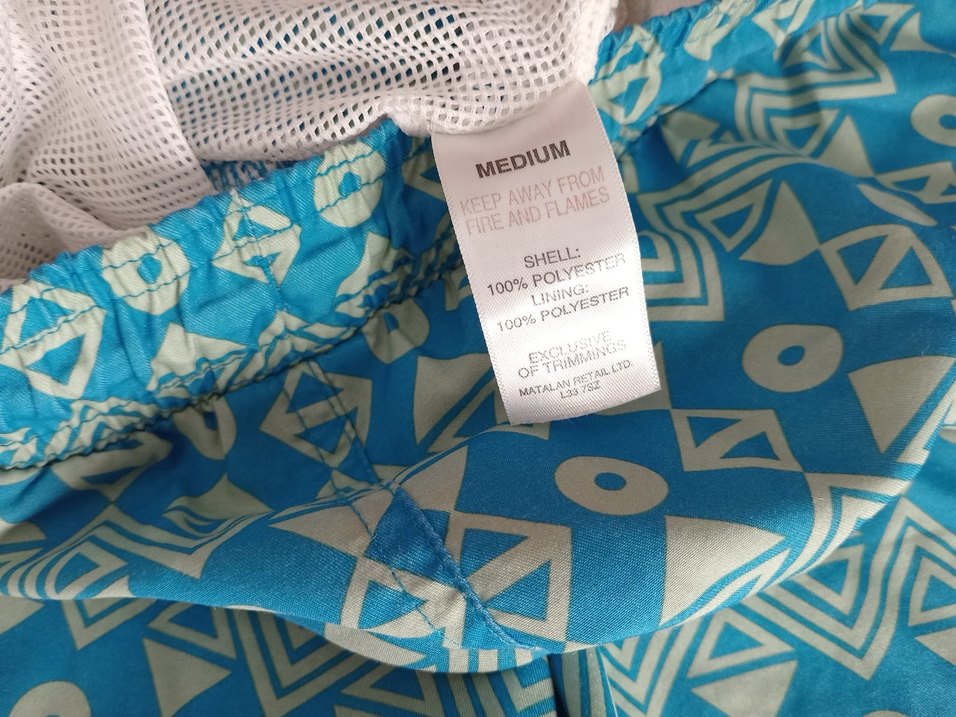 MEDIUM
KEEP AWAY FROM
FIRE AND FLAMES
SHELL:
100% POLYESTER
LINING:
100% POLYESTER
EXCLUSIVE
OF TRIMMINGS
MATALAN RETAIL LTD.
L33 7SZ